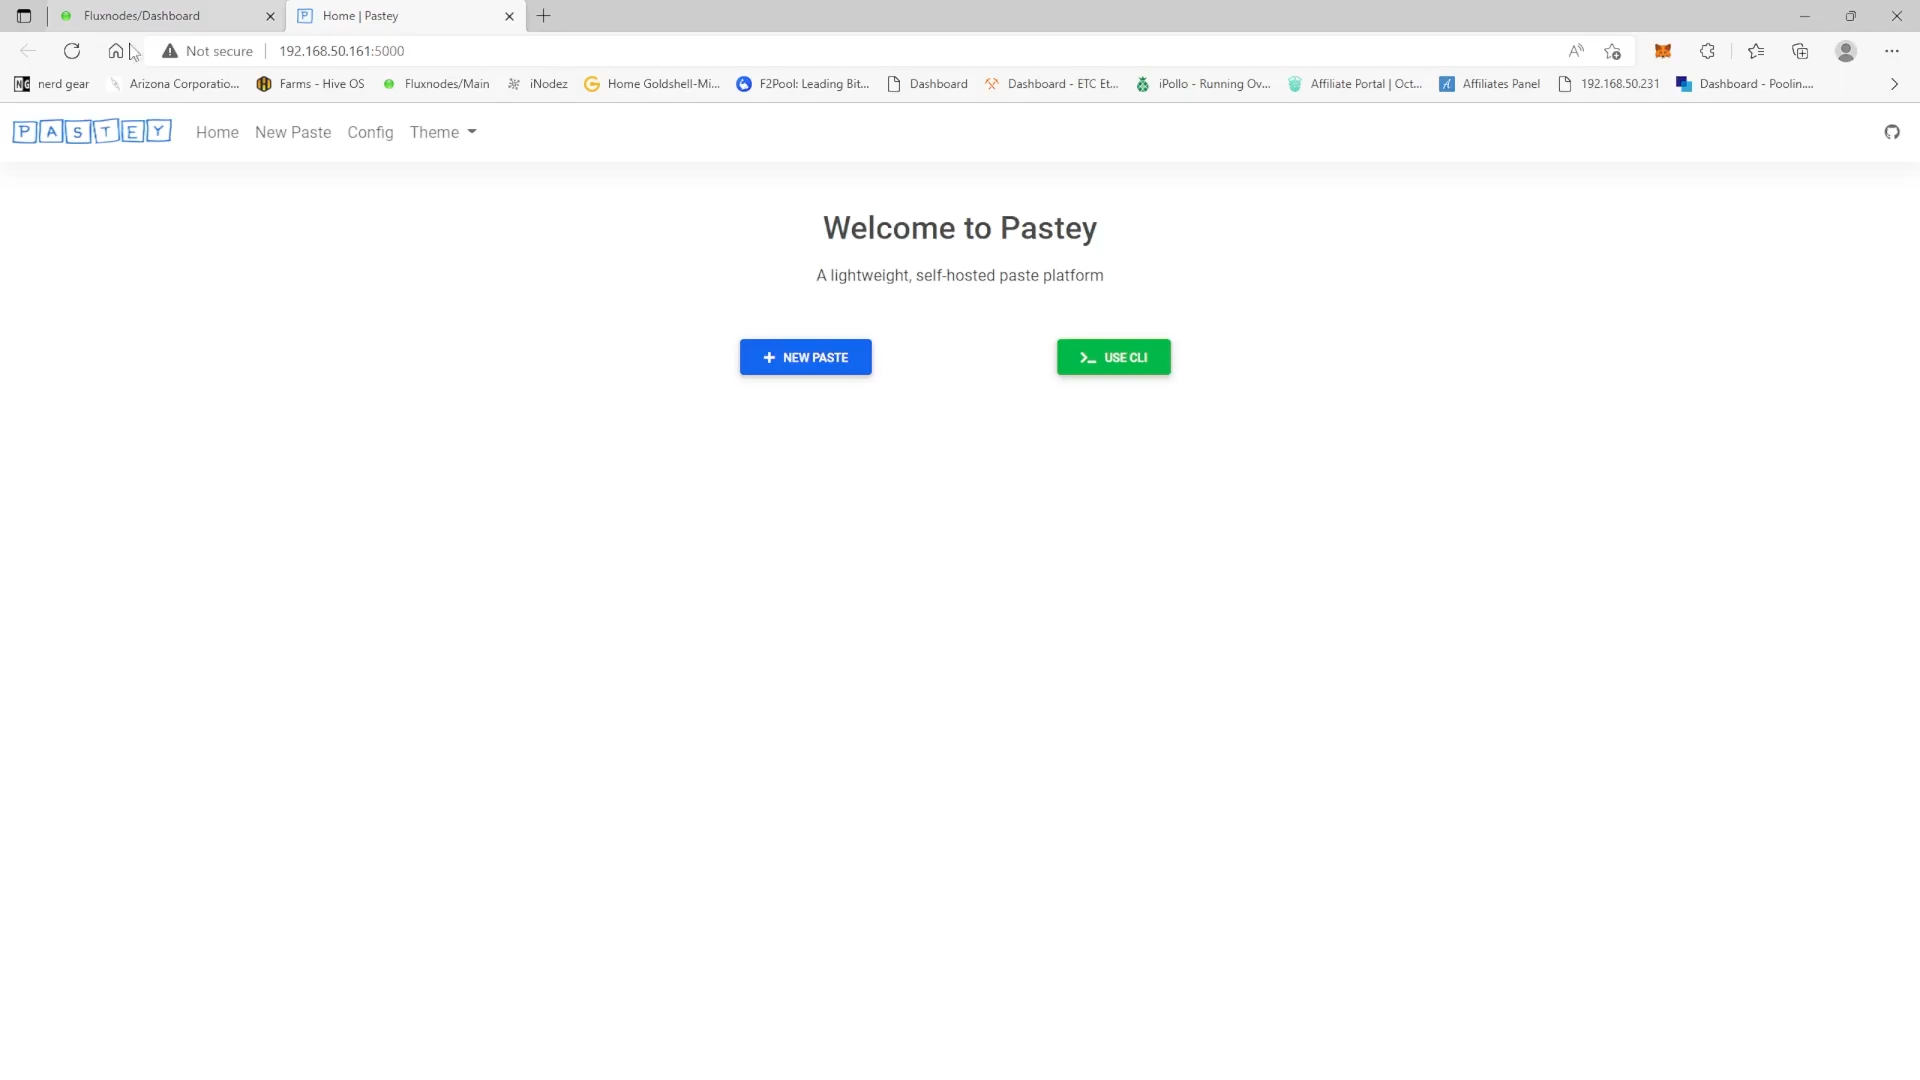 Fluxnodes/Dashboard
Home | Pastey
Not secure
192.168.50.161:5000
nerd gear
Arizona Corporatio...
Farms - Hive OS
Fluxnodes/Main
iNodez
Home Goldshell-Mi...
F2Pool: Leading Bit...
Dashboard
Dashboard - ETC Et...
iPollo - Running Ov...
Affiliate Portal | Oct...
Affiliates Panel
192.168.50.231
Dashboard - Poolin....
PASTEY
Home
New Paste
Config
Theme
Welcome to Pastey
A lightweight, self-hosted paste platform
NEW PASTE
USE CLI